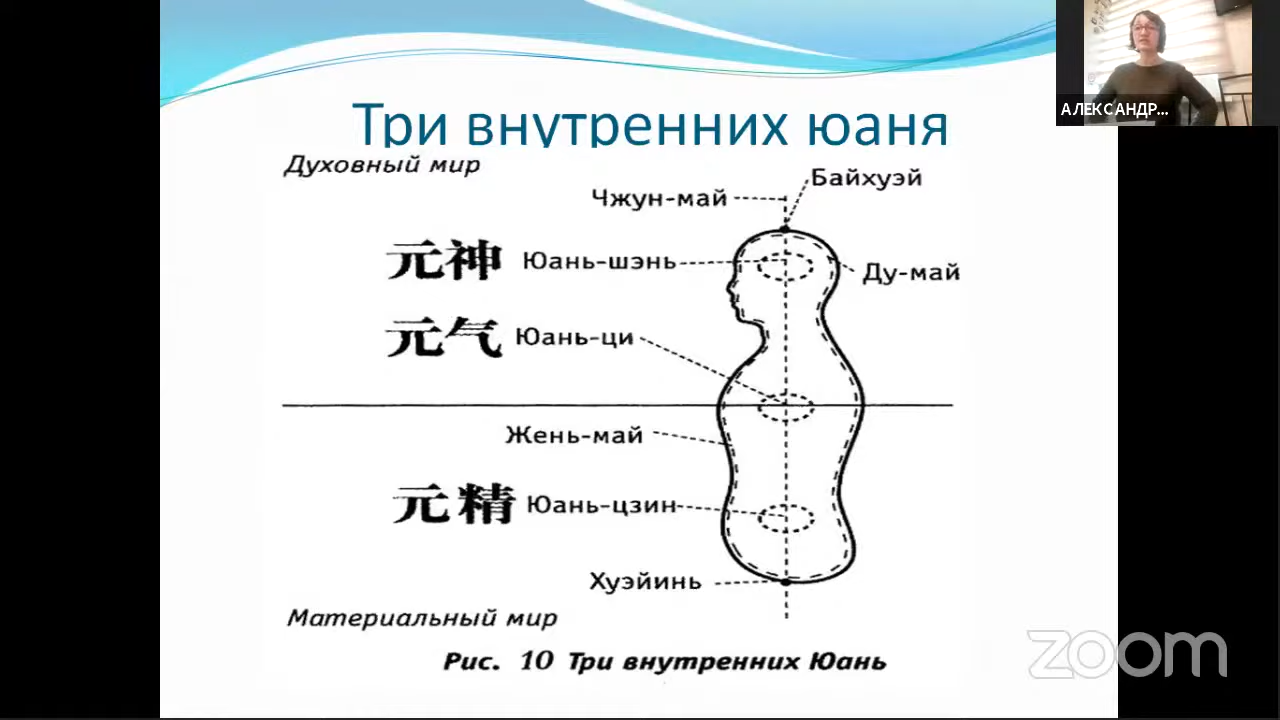 АЛЕКСАНДР...
Три внутренних юаня
Духовный мир
Байхуэй
Чжун-май
元神 Юань-шэнь
Ду-май
元气 Юань-ци
Жень-май
元精 Юань-цзин
Хуэйинь
Материальный мир
Рис. 10 Три внутренних Юань
zoom